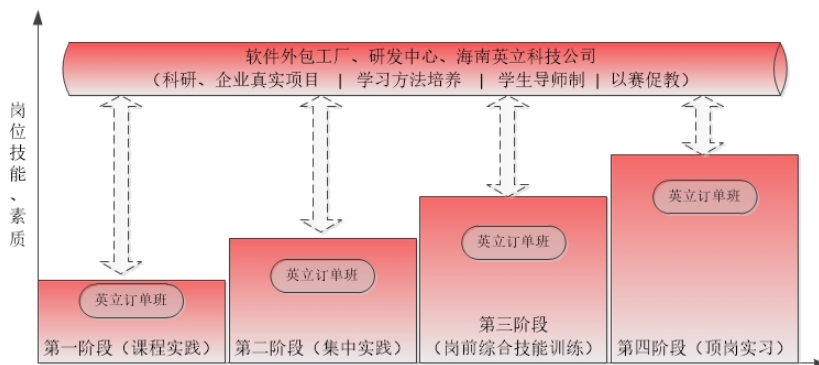 软件外包工厂、研发中心、海南英立科技公司
（科研、企业真实项目 | 学习方法培养 | 学生导师制 | 以赛促教）
岗位技能、素质
英立订单班
第一阶段（课程实践）
英立订单班
第二阶段（集中实践）
英立订单班
第三阶段
（岗前综合技能训练）
英立订单班
第四阶段（顶岗实习）